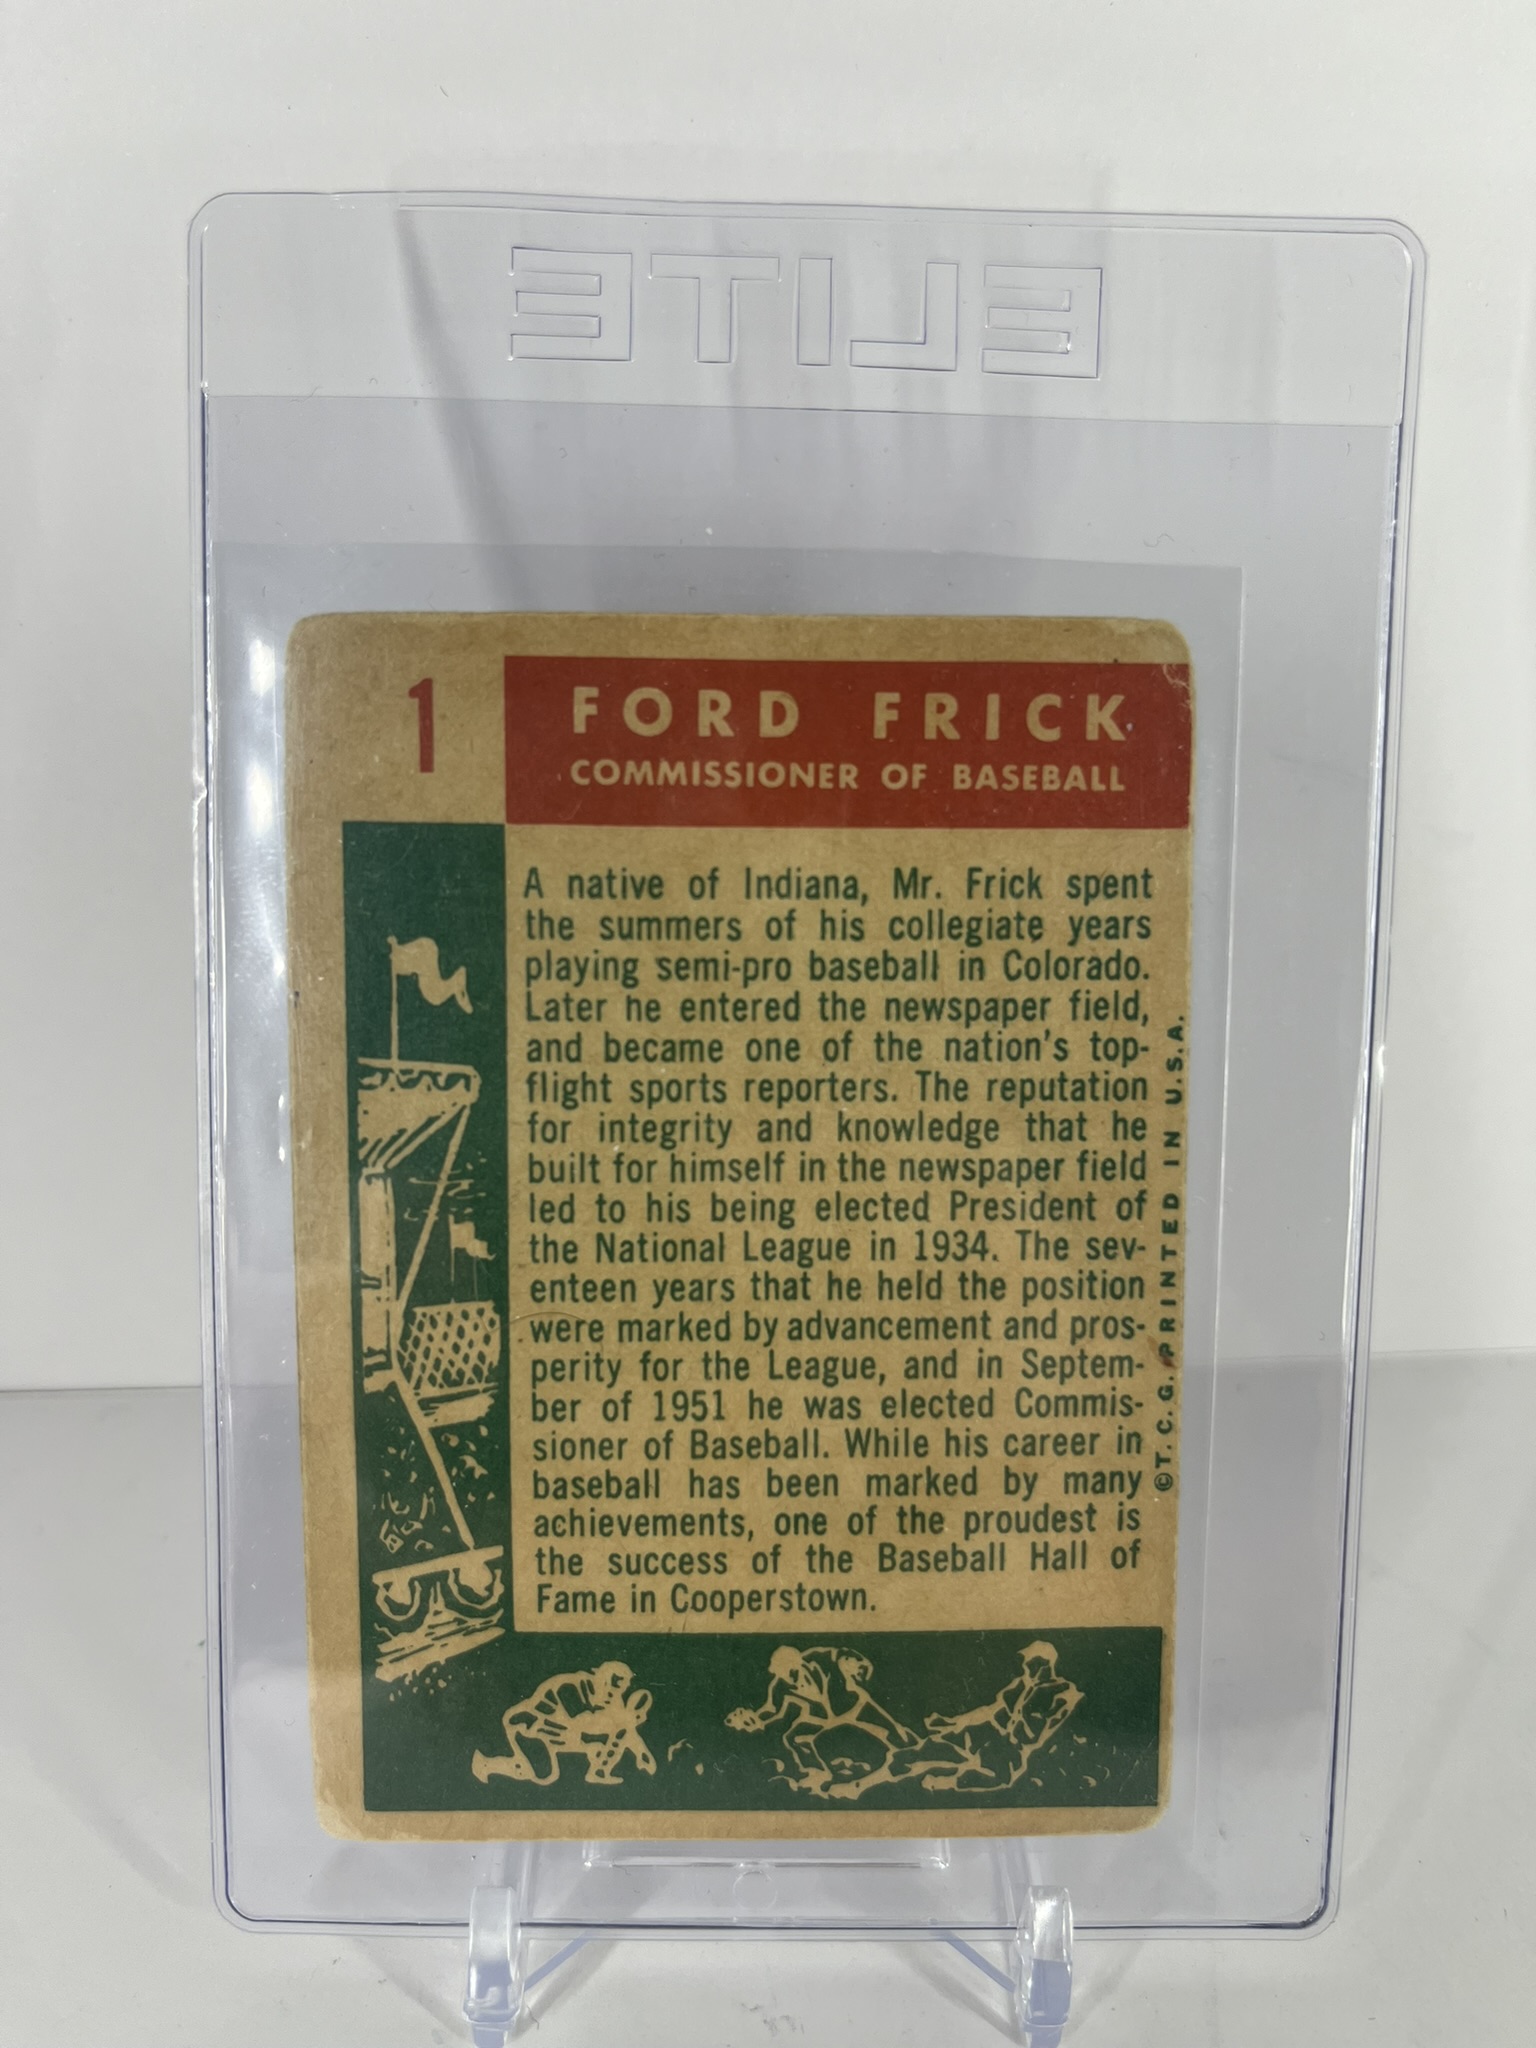 ELITE
1
FORD FRICK
COMMISSIONER OF BASEBALL
A native of Indiana, Mr. Frick spent
the summers of his collegiate years
playing semi-pro baseball in Colorado.
Later he entered the newspaper field,
and became one of the nation's top-
flight sports reporters. The reputation
for integrity and knowledge that he
built for himself in the newspaper field
led to his being elected President of
the National League in 1934. The sev-
enteen years that he held the position
were marked by advancement and pros-
perity for the League, and in Septem-
ber of 1951 he was elected Commis-
sioner of Baseball. While his career in
baseball has been marked by many
achievements, one of the proudest is
the success of the Baseball Hall of
Fame in Cooperstown.
©T.C.G. PRINTED IN U.S.A.